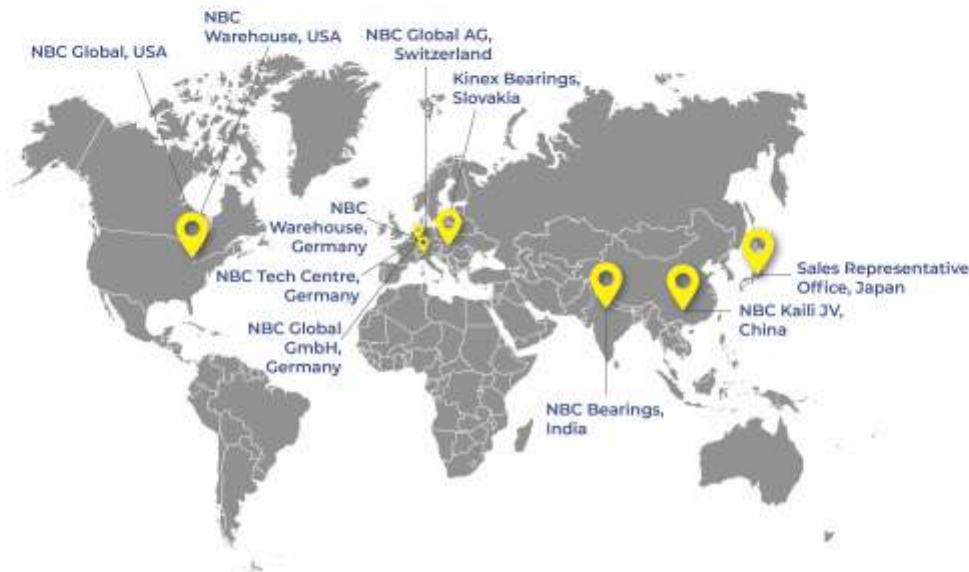 NBC
Warehouse, USA
NBC Global, USA
NBC Global AG,
Switzerland
Kinex Bearings,
Slovakia
NBC
Warehouse,
Germany
NBC Tech Centre,
Germany
NBC Global
GmbH,
Germany
Sales Representative
Office, Japan
NBC Kaili JV,
China
NBC Bearings,
India